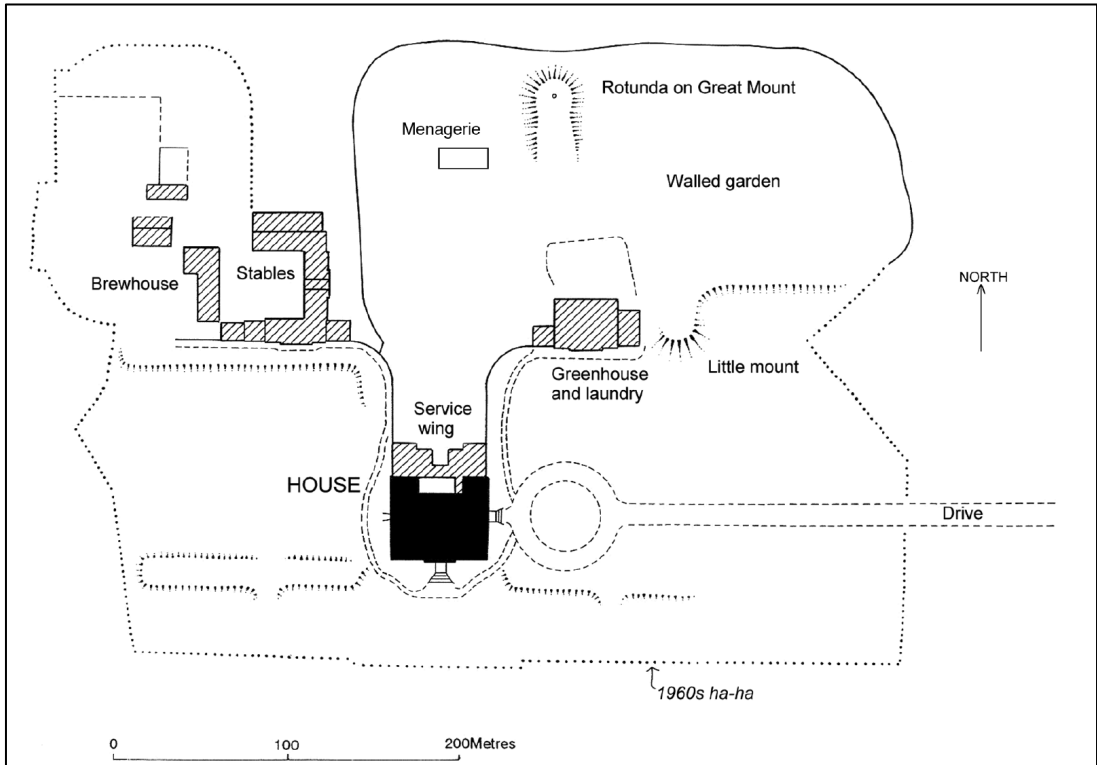 Rotunda on Great Mount
Menagerie
Walled garden
Stables
Brewhouse
NORTH
Little mount
Greenhouse
and laundry
Service
wing
HOUSE
Drive
1960s ha-ha
0 100 200Metres